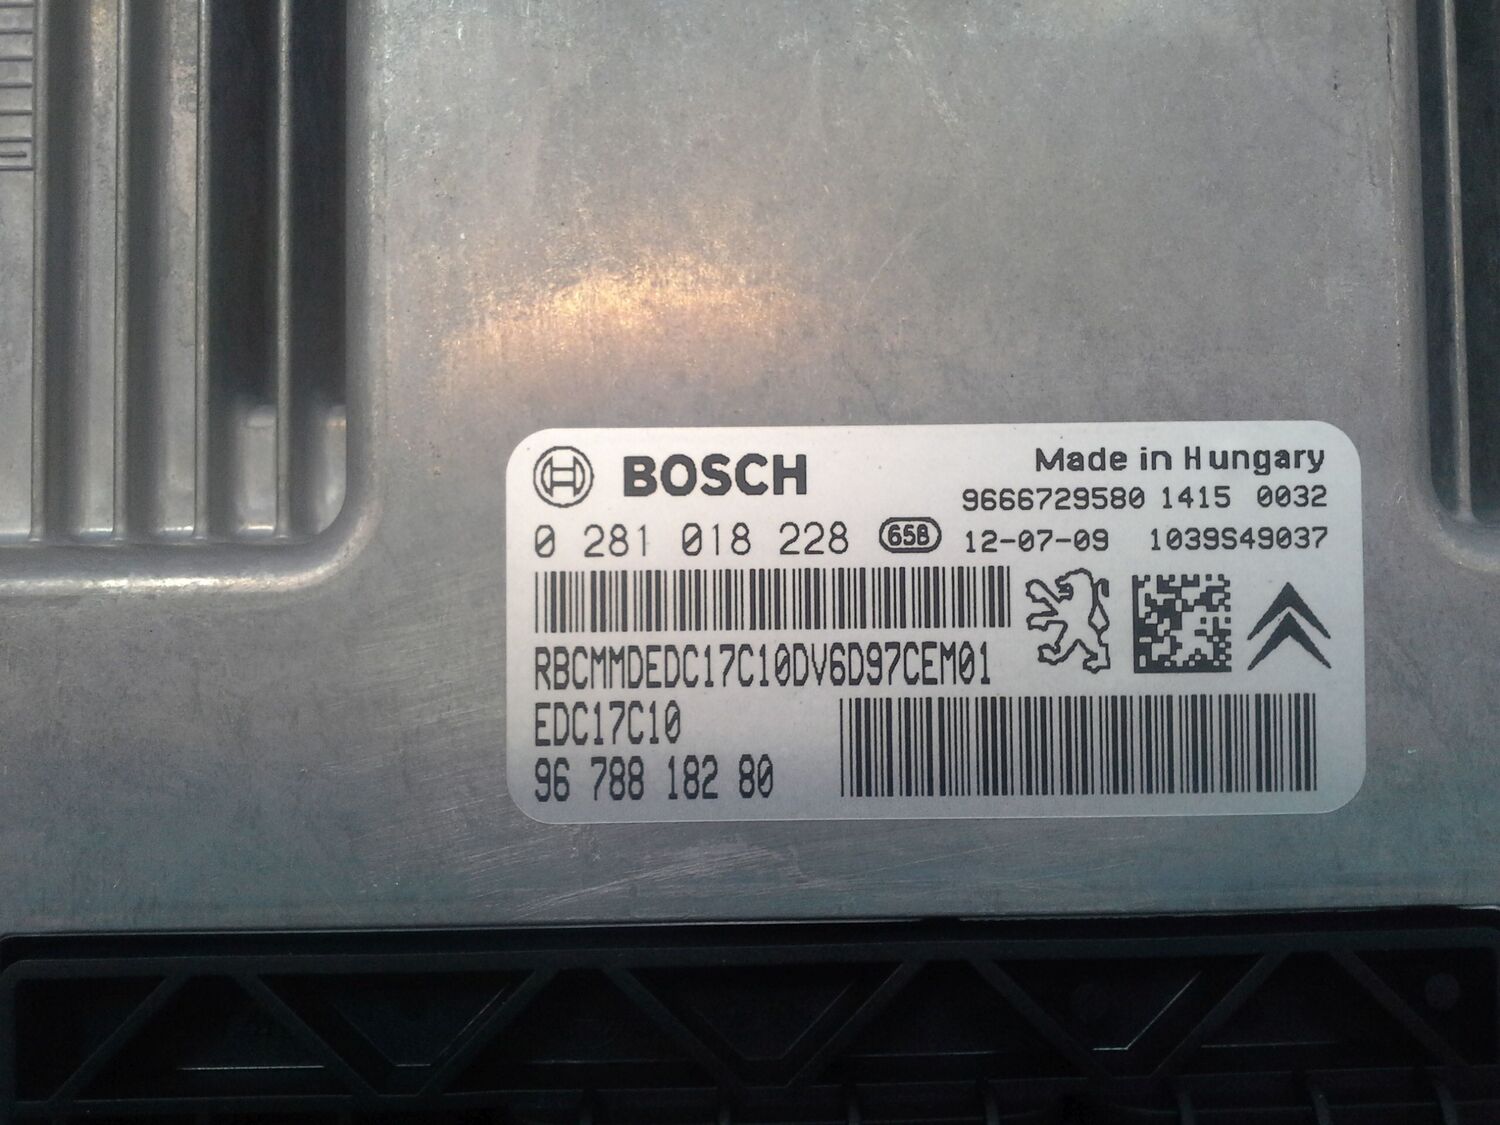 BOSCH
Made in Hungary
9666729580 1415 0032
0 281 018 228 658 12-07-09 1039S49037
RBCMMDEDC17C10DV6D97CEM01
EDC17C10
96 788 182 80